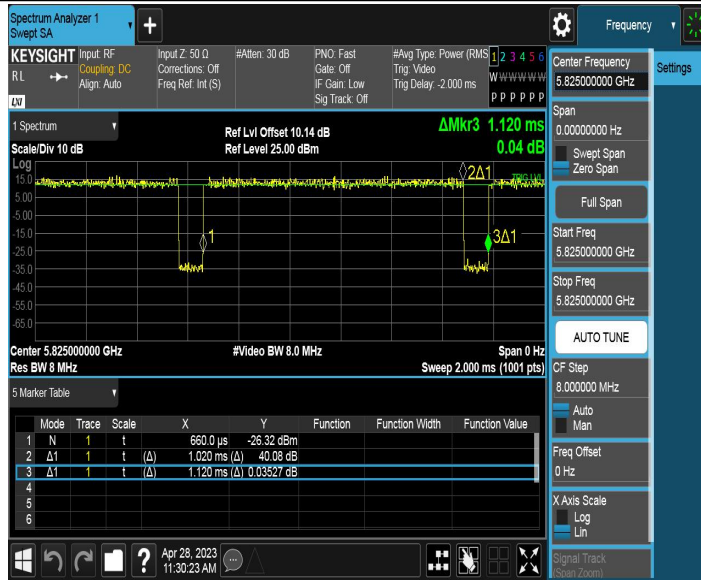 Spectrum Analyzer 1
Swept SA
Frequency
KEYSIGHT
RL
LXI
Input: RF
Coupling: DC
Align: Auto
Input Z: 50 Ω
Corrections: Off
Freq Ref: Int (S)
#Atten: 30 dB
PNO: Fast
Gate: Off
IF Gain: Low
Sig Track: Off
#Avg Type: Power (RMS
Trig: Video
Trig Delay: -2.000 ms
1 2 3 4 5 6
W W W W W W
P P P P P P
1 Spectrum
Scale/Div 10 dB
Ref Lvl Offset 10.14 dB
Ref Level 25.00 dBm
ΔMkr3 1.120 ms
0.04 dB
Log
15.0
5.00
-5.00
-15.0
-25.0
-35.0
-45.0
-55.0
-65.0
2Δ1
TRIG LVL
1
3Δ1
Center 5.825000000 GHz
#Video BW 8.0 MHz
Span 0 Hz
Res BW 8 MHz
Sweep 2.000 ms (1001 pts)
5 Marker Table
Mode Trace Scale X Y Function Function Width Function Value
1 N 1 t 660.0 µs -26.32 dBm
2 Δ1 1 t (Δ) 1.020 ms (Δ) 40.08 dB
3 Δ1 1 t (Δ) 1.120 ms (Δ) 0.03527 dB
4
5
6
Center Frequency
5.825000000 GHz
Settings
Span
0.00000000 Hz
Swept Span
Zero Span
Full Span
Start Freq
5.825000000 GHz
Stop Freq
5.825000000 GHz
AUTO TUNE
CF Step
8.000000 MHz
Auto
Man
Freq Offset
0 Hz
X Axis Scale
Log
Lin
Signal Track
(Span Zoom)
?
Apr 28, 2023
11:30:23 AM